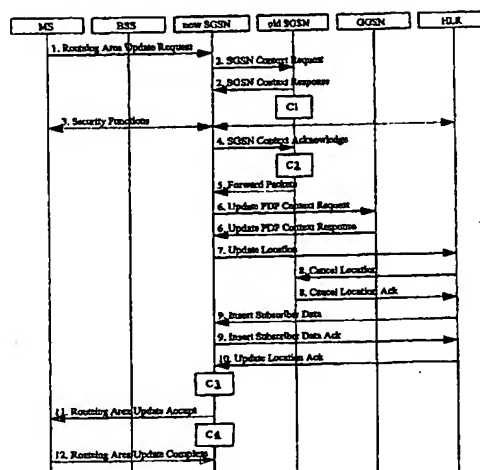 MS BSS new SGSN old SGSN GGSN HLR
1. Routing Area Update Request
2. SGSN Context Request
2. SGSN Context Response
C1
3. Security Functions
4. SGSN Context Acknowledge
C2
5. Forward Packets
6. Update PDP Context Request
6. Update PDP Context Response
7. Update Location
8. Cancel Location
8. Cancel Location Ack
9. Insert Subscriber Data
9. Insert Subscriber Data Ack
10. Update Location Ack
C3
11. Routing Area Update Accept
C4
12. Routing Area Update Complete